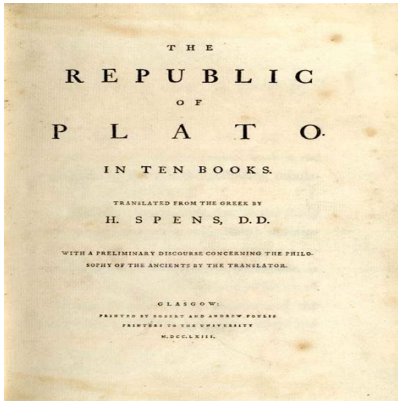 THE
REPUBLIC
OF
PLATO.
IN TEN BOOKS.
TRANSLATED FROM THE GREEK BY
H. SPENS, D.D.
WITH A PRELIMINARY DISCOURSE CONCERNING THE PHILO-
SOPHY OF THE ANCIENTS BY THE TRANSLATOR.
GLASGOW:
PRINTED BY ROBERT AND ANDREW FOULIS
PRINTERS TO THE UNIVERSITY
M.DCC.LXIII.